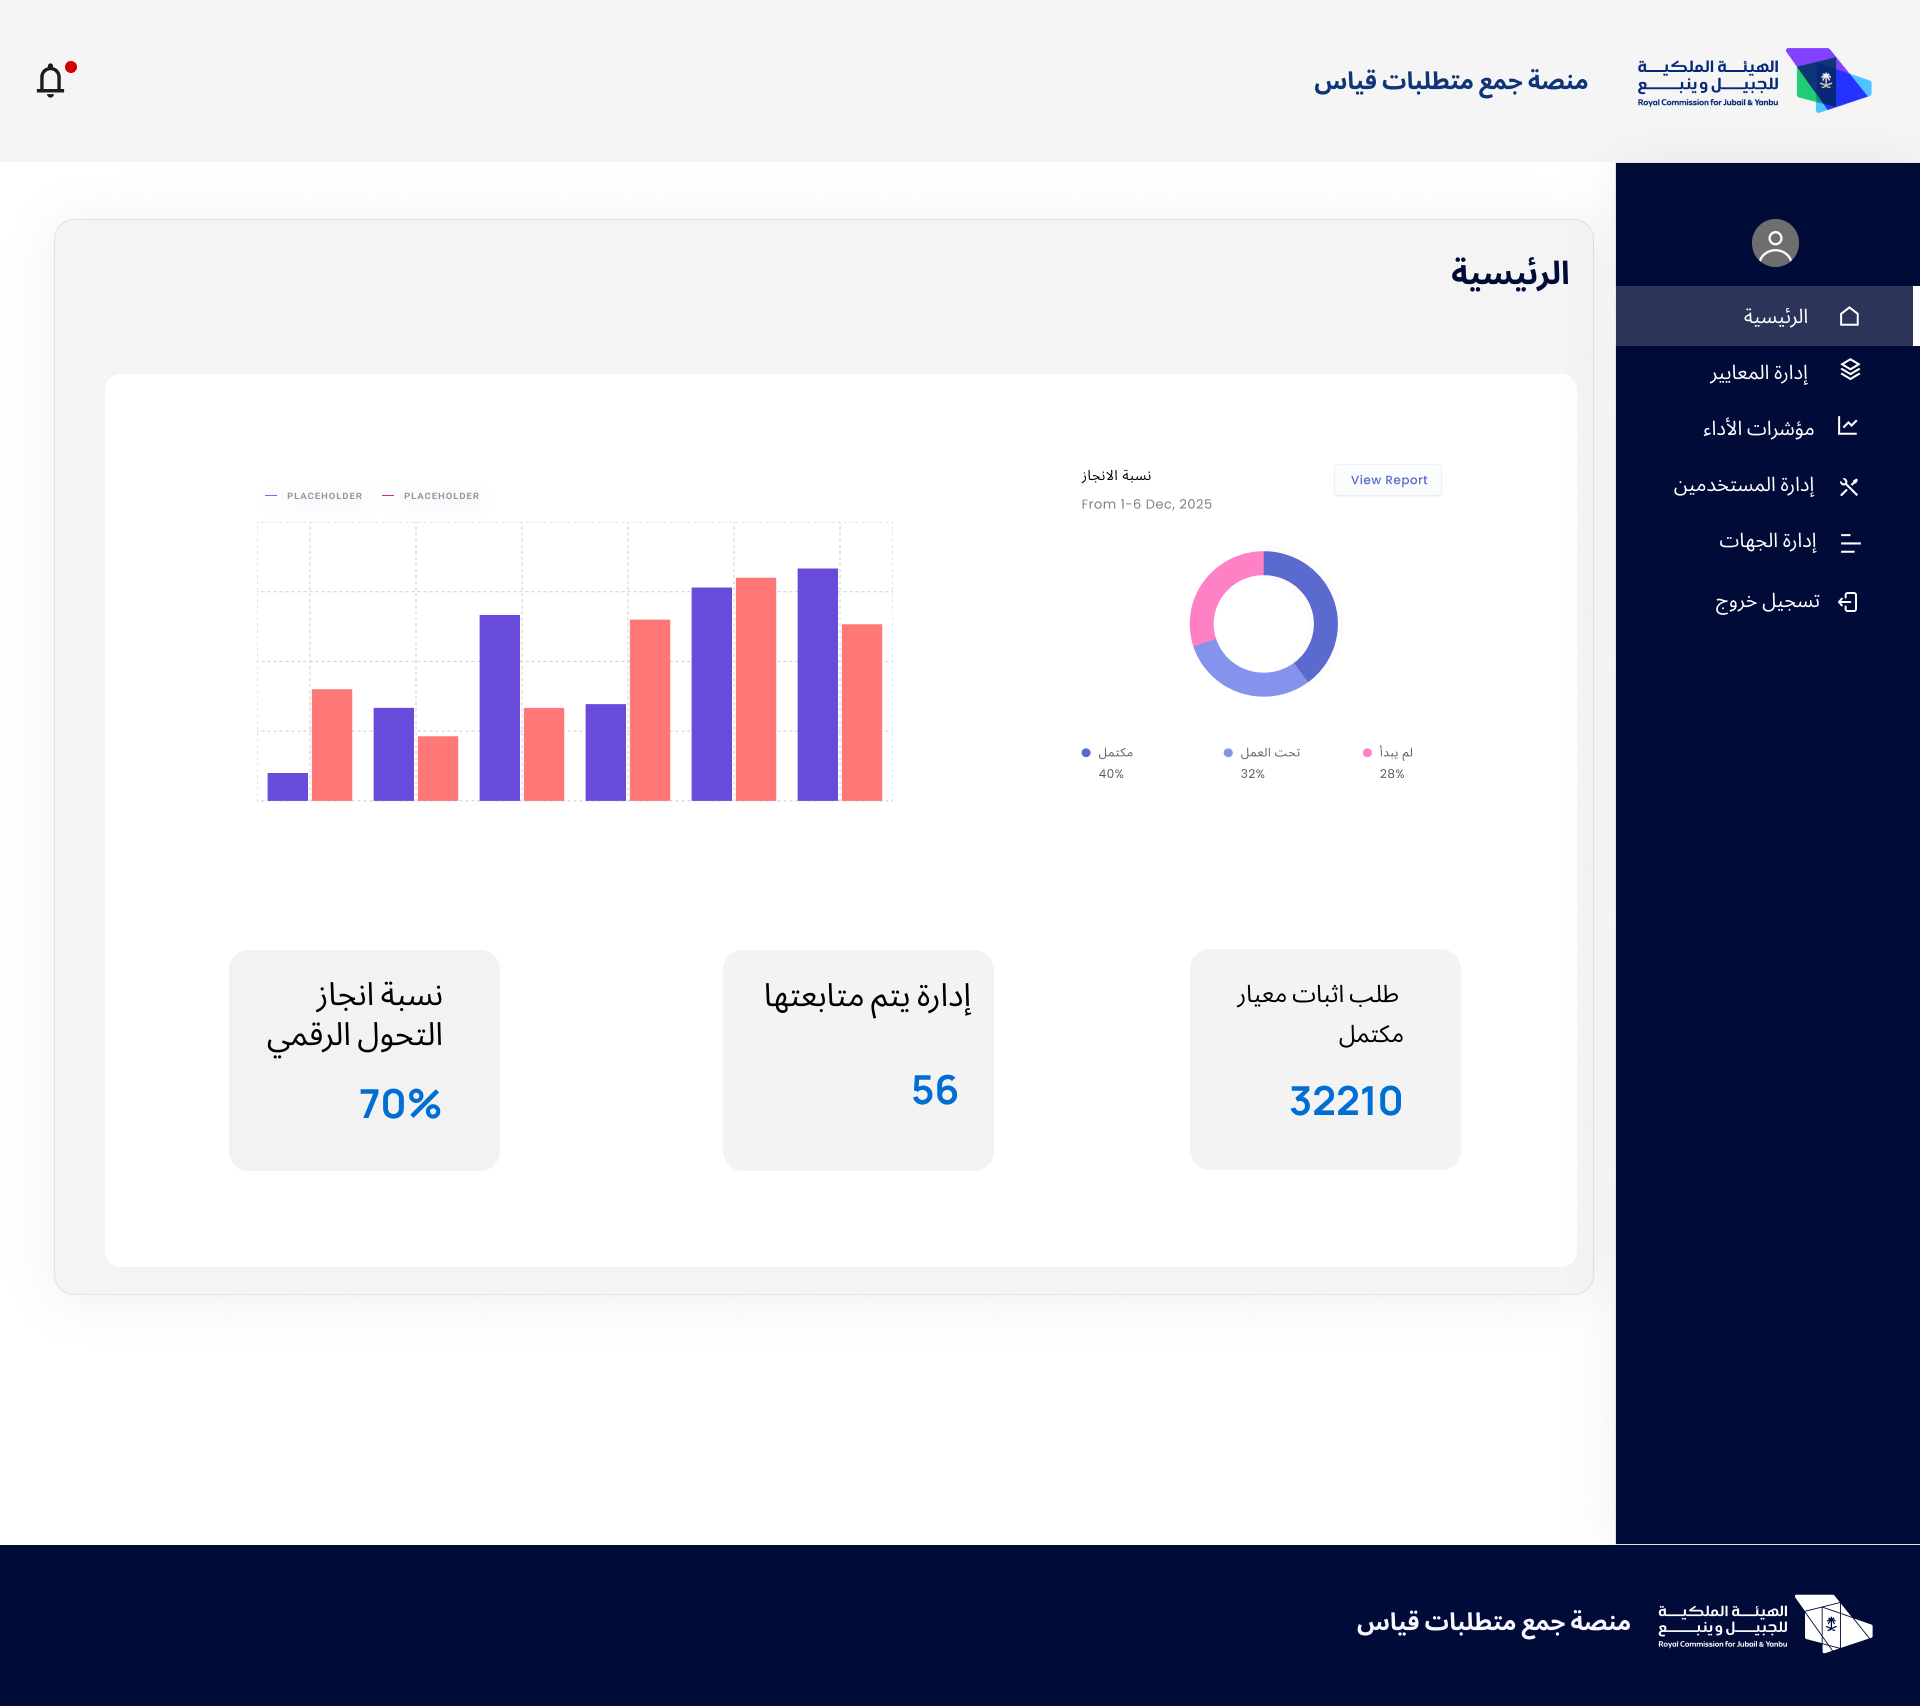 الهيئة الملكية
للجبيل وينبع
Royal Commission for Jubail & Yanbu
منصة جمع متطلبات قياس
الرئيسية
إدارة المعايير
مؤشرات الأداء
إدارة المستخدمين
إدارة الجهات
تسجيل خروج
الرئيسية
نسبة الانجاز
View Report
From 1-6 Dec, 2025
لم يبدأ
28%
تحت العمل
32%
مكتمل
40%
PLACEHOLDER
PLACEHOLDER
طلب اثبات معيار
مكتمل
32210
إدارة يتم متابعتها
56
نسبة انجاز
التحول الرقمي
70%
الهيئة الملكية
للجبيل وينبع
Royal Commission for Jubail & Yanbu
منصة جمع متطلبات قياس